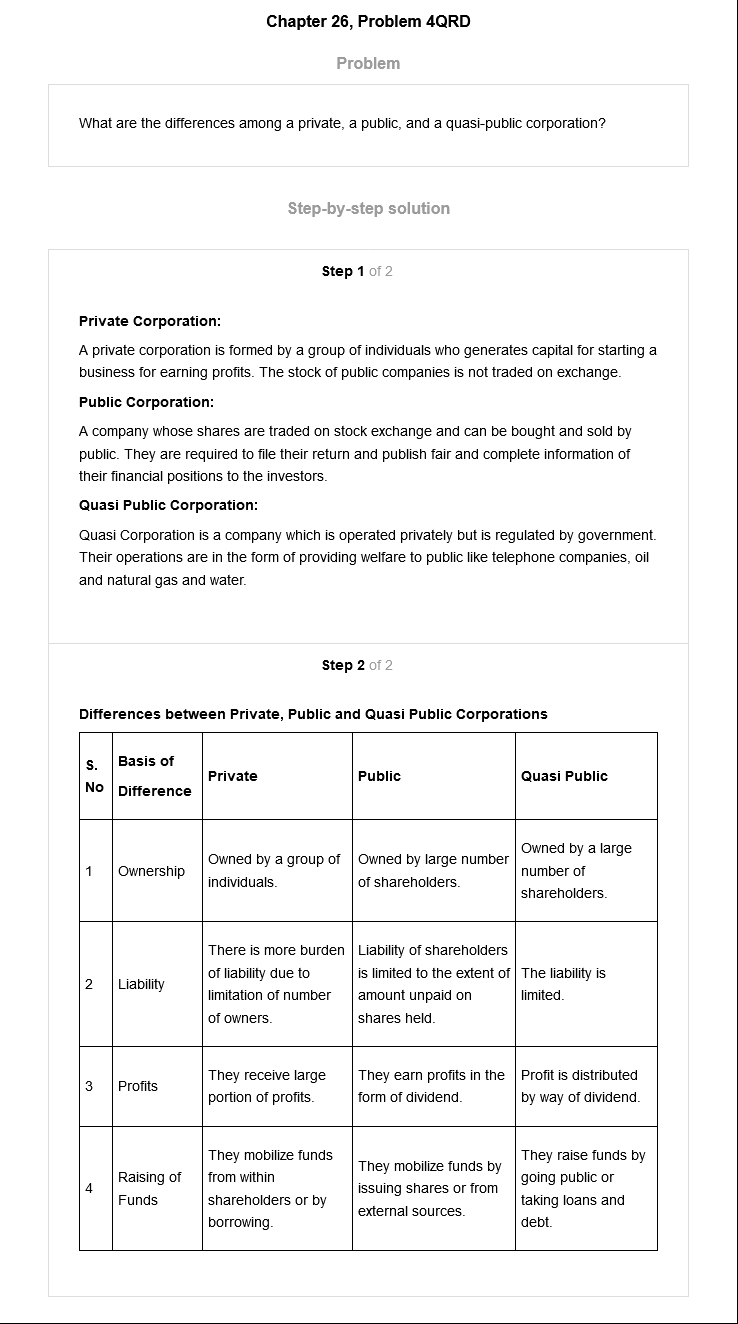 Chapter 26, Problem 4QRD
Problem
What are the differences among a private, a public, and a quasi-public corporation?
Step-by-step solution
Step 1 of 2
Private Corporation:
A private corporation is formed by a group of individuals who generates capital for starting a
business for earning profits. The stock of public companies is not traded on exchange.
Public Corporation:
A company whose shares are traded on stock exchange and can be bought and sold by
public. They are required to file their return and publish fair and complete information of
their financial positions to the investors.
Quasi Public Corporation:
Quasi Corporation is a company which is operated privately but is regulated by government.
Their operations are in the form of providing welfare to public like telephone companies, oil
and natural gas and water.
Step 2 of 2
Differences between Private, Public and Quasi Public Corporations
S.
No
Basis of
Difference
Private
Public
Quasi Public
1
Ownership
Owned by a group of
individuals.
Owned by large number
of shareholders.
Owned by a large
number of
shareholders.
2
Liability
There is more burden
of liability due to
limitation of number
of owners.
Liability of shareholders
is limited to the extent of
amount unpaid on
shares held.
The liability is
limited.
3
Profits
They receive large
portion of profits.
They earn profits in the
form of dividend.
Profit is distributed
by way of dividend.
4
Raising of
Funds
They mobilize funds
from within
shareholders or by
borrowing.
They mobilize funds by
issuing shares or from
external sources.
They raise funds by
going public or
taking loans and
debt.